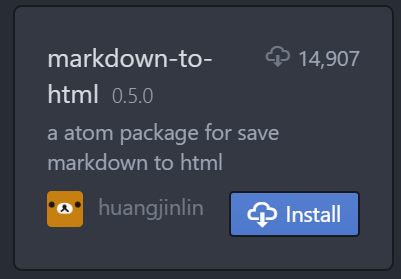 markdown-to-
html 0.5.0
14,907
a atom package for save
markdown to html
huangjinlin
Install